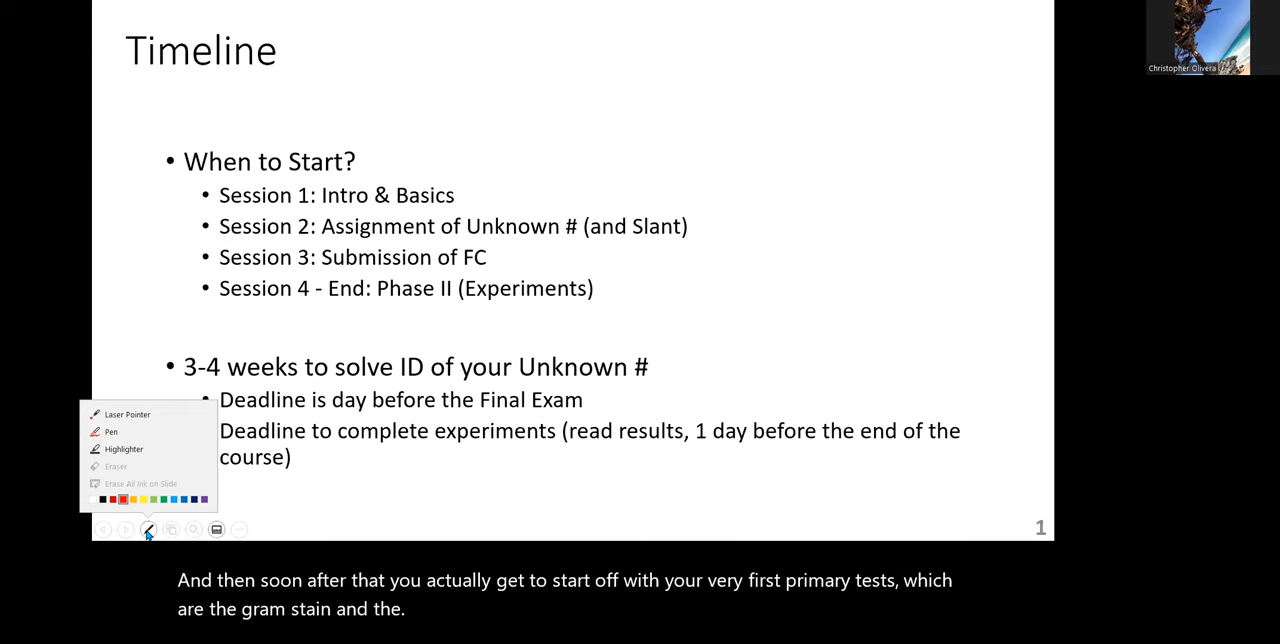 Timeline
Christopher Olivera
• When to Start?
• Session 1: Intro & Basics
• Session 2: Assignment of Unknown # (and Slant)
• Session 3: Submission of FC
• Session 4 - End: Phase II (Experiments)
• 3-4 weeks to solve ID of your Unknown #
• Deadline is day before the Final Exam
Deadline to complete experiments (read results, 1 day before the end of the
course)
Laser Pointer
Pen
Highlighter
Eraser
Erase All Ink on Slide
1
And then soon after that you actually get to start off with your very first primary tests, which
are the gram stain and the.